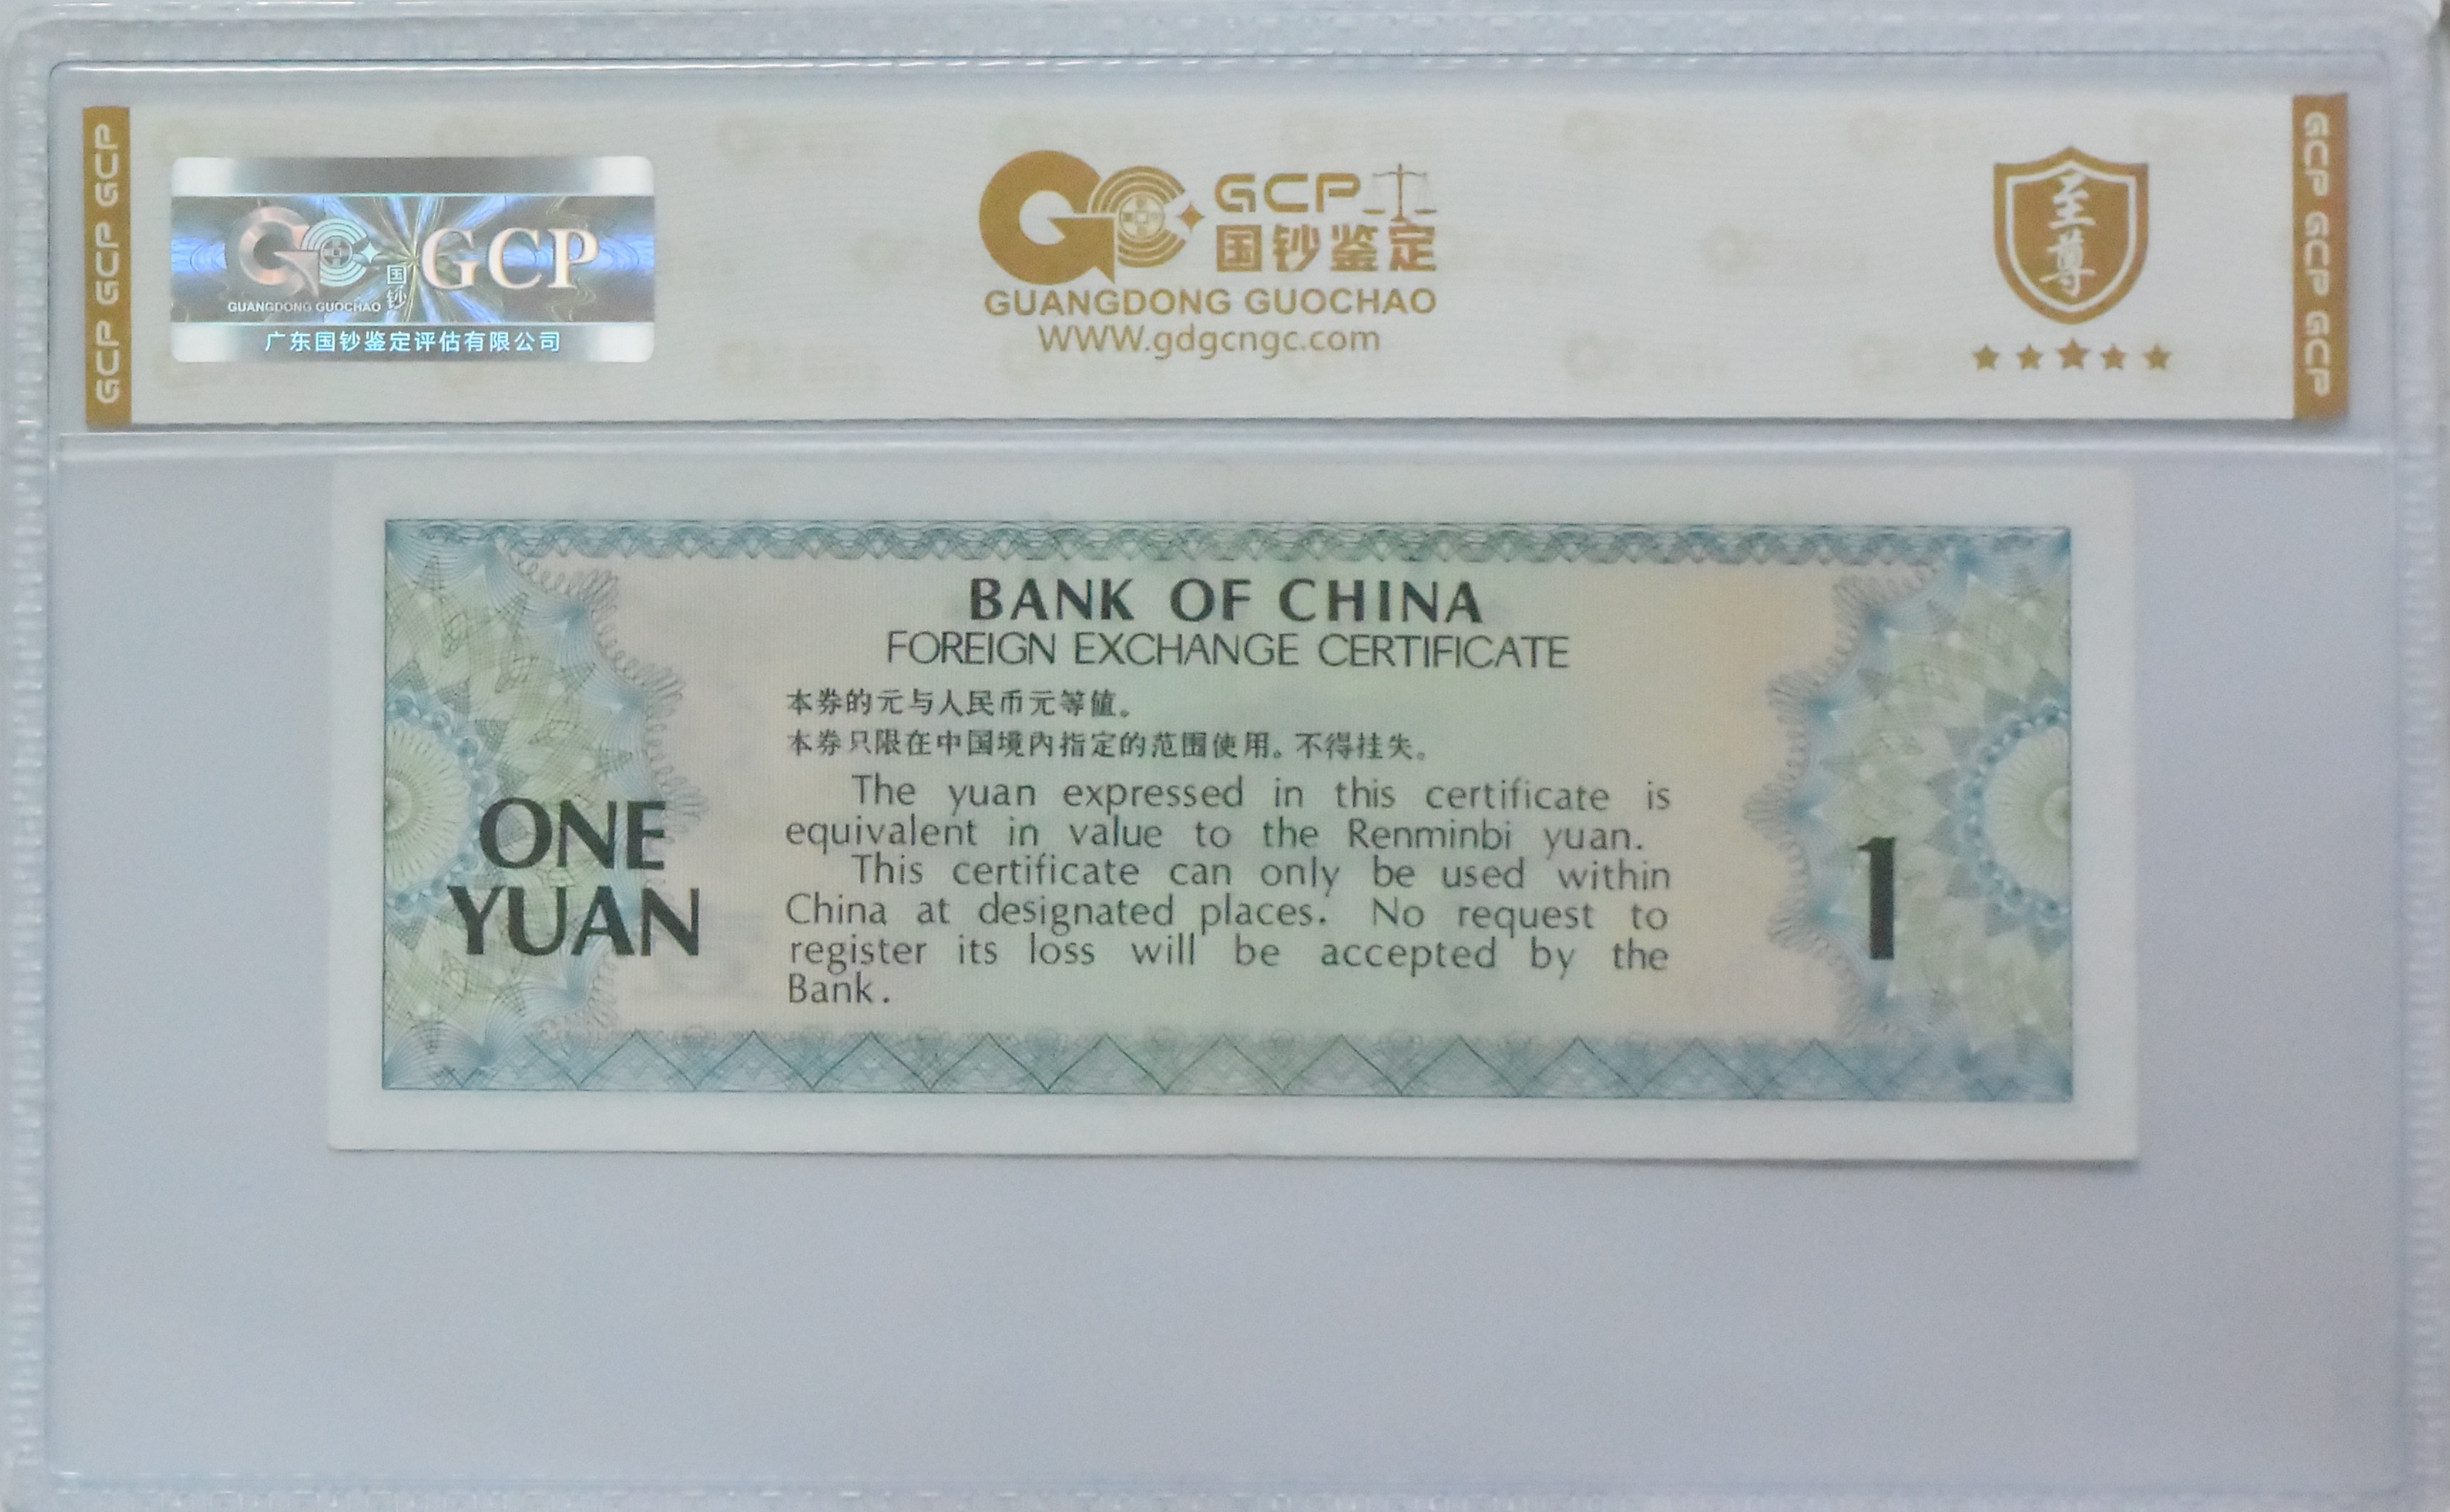 GCP GCP GCP
GCP
国钞
GUANGDONG GUOCHAO
广东国钞鉴定评估有限公司
GCP
国钞鉴定
GUANGDONG GUOCHAO
WWW.gdgcngc.com
至尊
GCP GCP GCP
BANK OF CHINA
FOREIGN EXCHANGE CERTIFICATE
本券的元与人民币元等值。
本券只限在中国境内指定的范围使用。不得挂失。
The yuan expressed in this certificate is
equivalent in value to the Renminbi yuan.
This certificate can only be used within
China at designated places. No request to
register its loss will be accepted by the
Bank.
ONE
YUAN
1